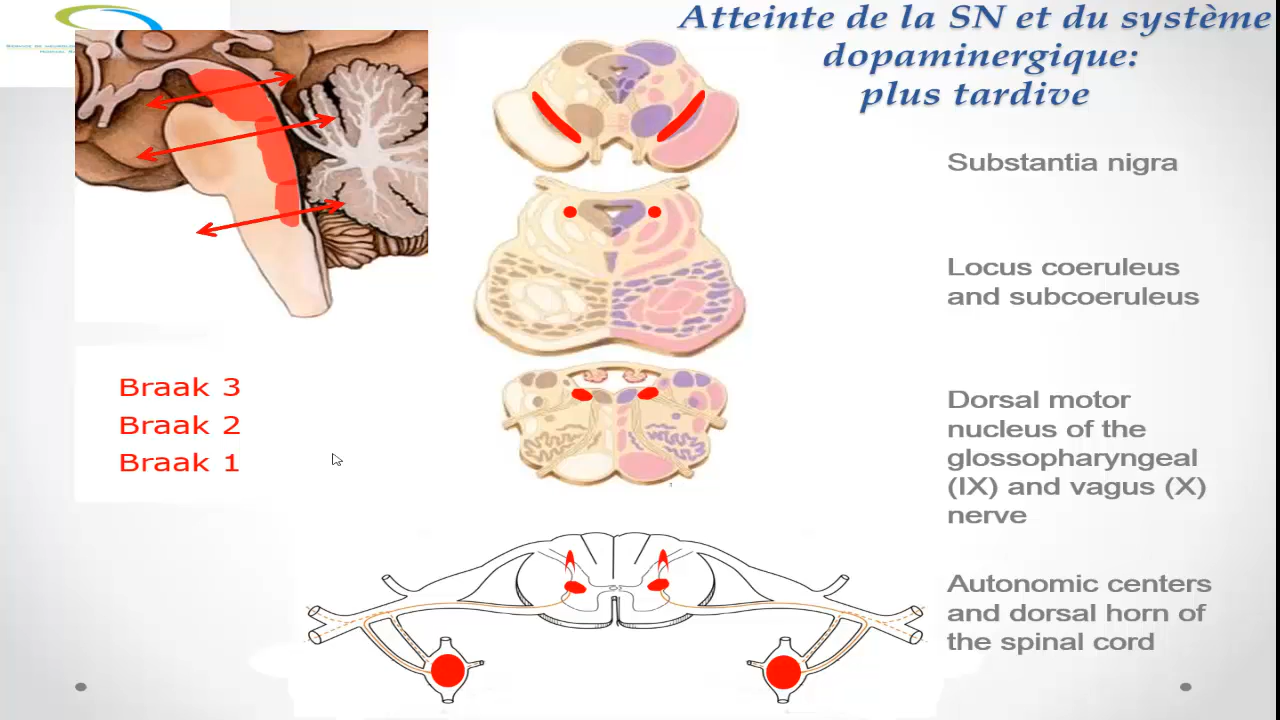 Atteinte de la SN et du système
dopaminergique:
plus tardive
Substantia nigra
Locus coeruleus
and subcoeruleus
Braak 3
Braak 2
Braak 1
Dorsal motor
nucleus of the
glossopharyngeal
(IX) and vagus (X)
nerve
Autonomic centers
and dorsal horn of
the spinal cord